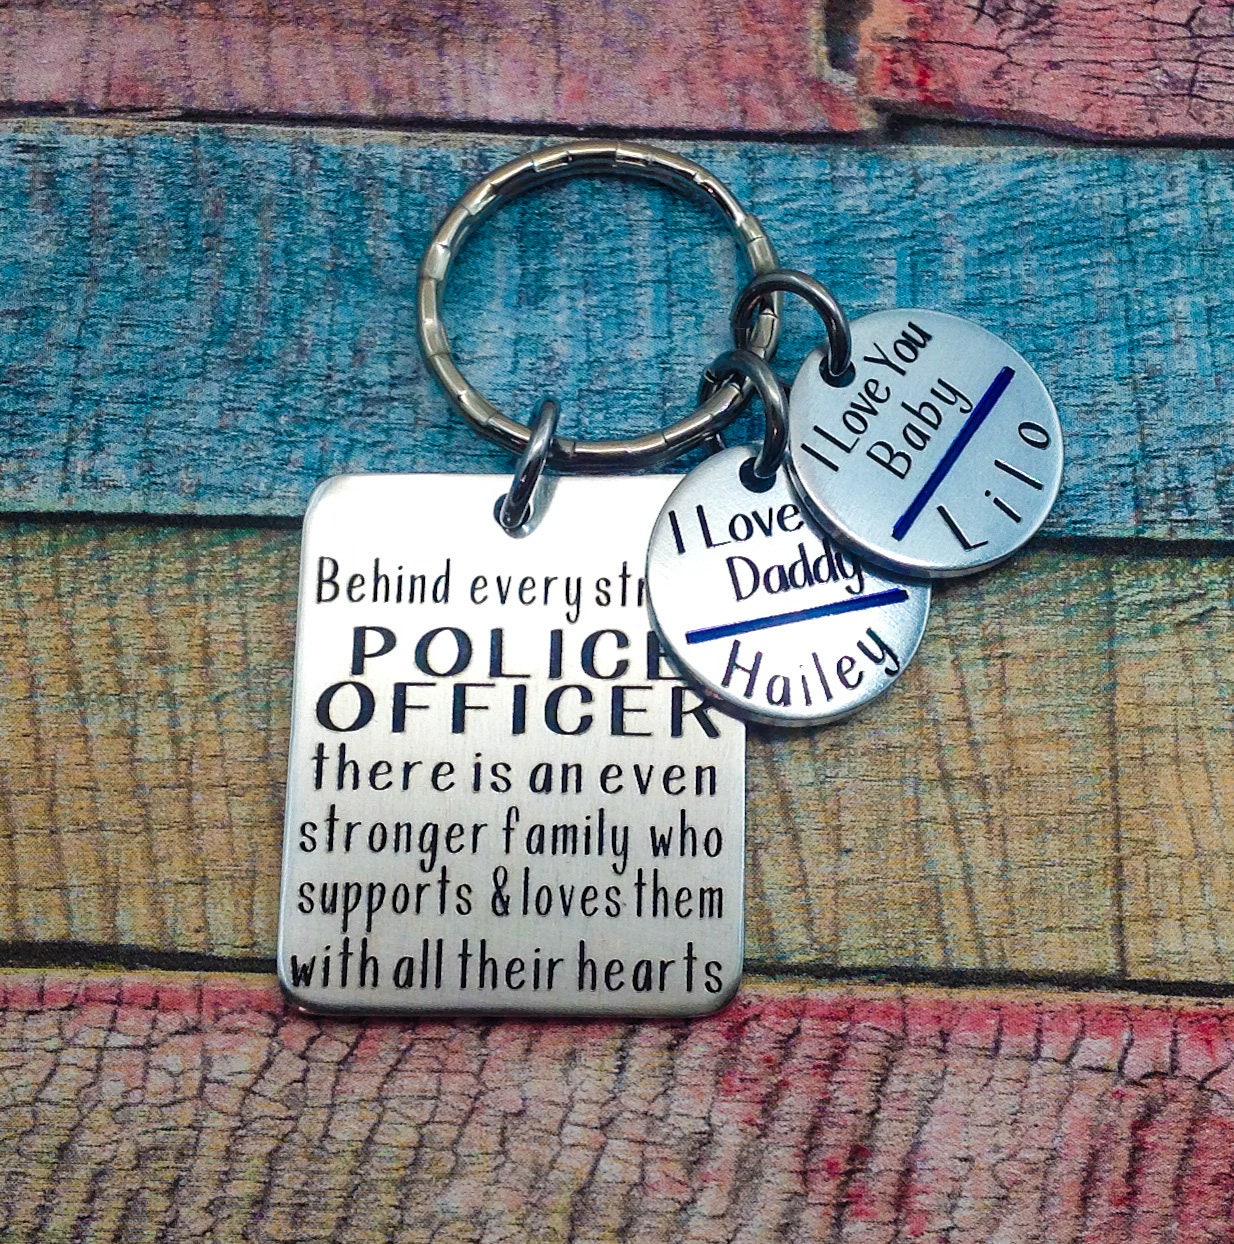 Behind every str
POLICE
OFFICER
there is an even
stronger family who
supports & loves them
with all their hearts
I Love
Daddy
Hailey
I Love You
Baby
Lilo